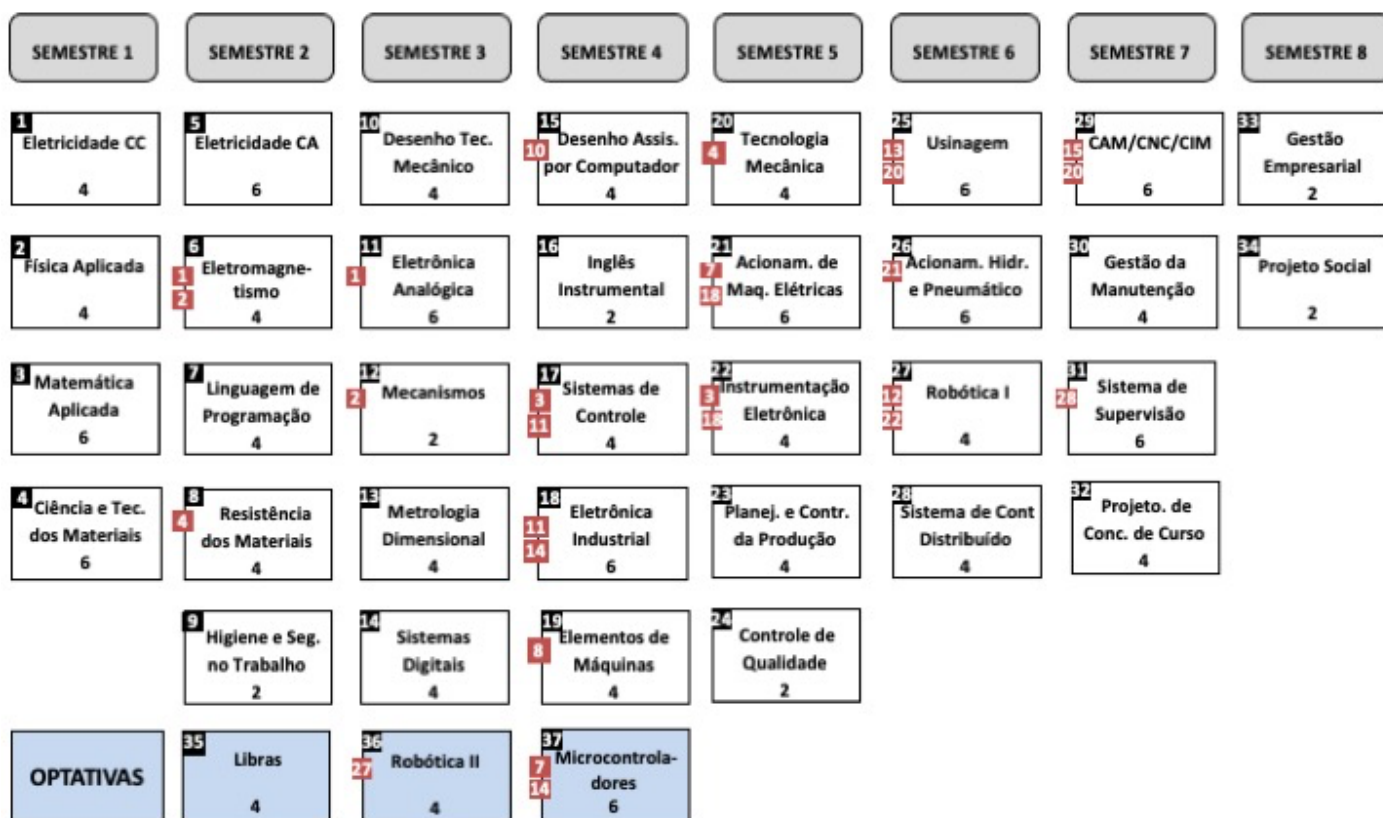 SEMESTRE 1
SEMESTRE 2
SEMESTRE 3
SEMESTRE 4
SEMESTRE 5
SEMESTRE 6
SEMESTRE 7
SEMESTRE 8
1
Eletricidade CC
4
5
Eletricidade CA
6
10
Desenho Tec.
Mecânico
4
15
10
Desenho Assis.
por Computador
4
20
4
Tecnologia
Mecânica
4
25
13
20
Usinagem
6
29
15
20
CAM/CNC/CIM
6
33
Gestão
Empresarial
2
2
Física Aplicada
4
6
1
2
Eletromagne-
tismo
4
11
1
Eletrônica
Analógica
6
16
Inglês
Instrumental
2
21
7
18
Acionam. de
Maq. Elétricas
6
26
21
Acionam. Hidr.
e Pneumático
6
30
Gestão da
Manutenção
4
34
Projeto Social
2
3
Matemática
Aplicada
6
7
Linguagem de
Programação
4
12
2
Mecanismos
2
17
3
11
Sistemas de
Controle
4
22
3
18
Instrumentação
Eletrônica
4
27
12
22
Robótica I
4
31
28
Sistema de
Supervisão
6
4
Ciência e Tec.
dos Materiais
6
8
4
Resistência
dos Materiais
4
13
Metrologia
Dimensional
4
18
11
14
Eletrônica
Industrial
6
23
Planej. e Contr.
da Produção
4
28
Sistema de Cont
Distribuído
4
32
Projeto. de
Conc. de Curso
4
9
Higiene e Seg.
no Trabalho
2
14
Sistemas
Digitais
4
19
8
Elementos de
Máquinas
4
24
Controle de
Qualidade
2
OPTATIVAS
35
Libras
4
36
27
Robótica II
4
37
7
14
Microcontrola-
dores
6